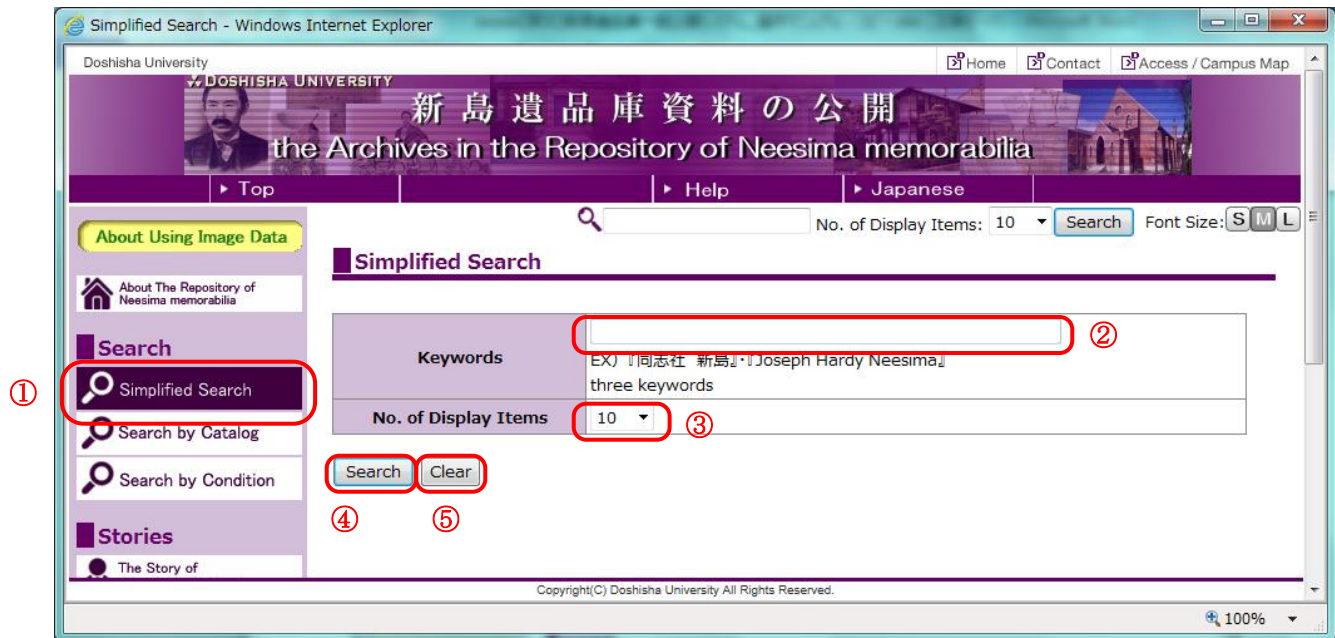 Simplified Search - Windows Internet Explorer
Doshisha University
Home Contact Access / Campus Map
DOSHISHA UNIVERSITY
新島遺品庫資料の公開
the Archives in the Repository of Neesima memorabilia
Top Help Japanese
No. of Display Items: 10 Search Font Size: S M L
About Using Image Data
Simplified Search
About The Repository of
Neesima memorabilia
Search
① Simplified Search
Search by Catalog
Search by Condition
Stories
The Story of
Keywords
②
EX) 『同志社 新島』・『Joseph Hardy Neesima』
three keywords
No. of Display Items 10 ③
Search Clear
④ ⑤
Copyright(C) Doshisha University All Rights Reserved.
100%